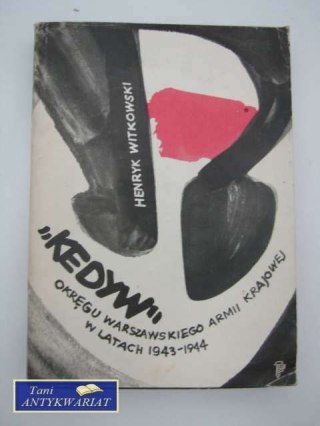 HENRYK WITKOWSKI
„KEDYW"
OKRĘGU WARSZAWSKIEGO ARMII KRAJOWEJ
W LATACH 1943-1944
Tani
ANTYKWARIAT